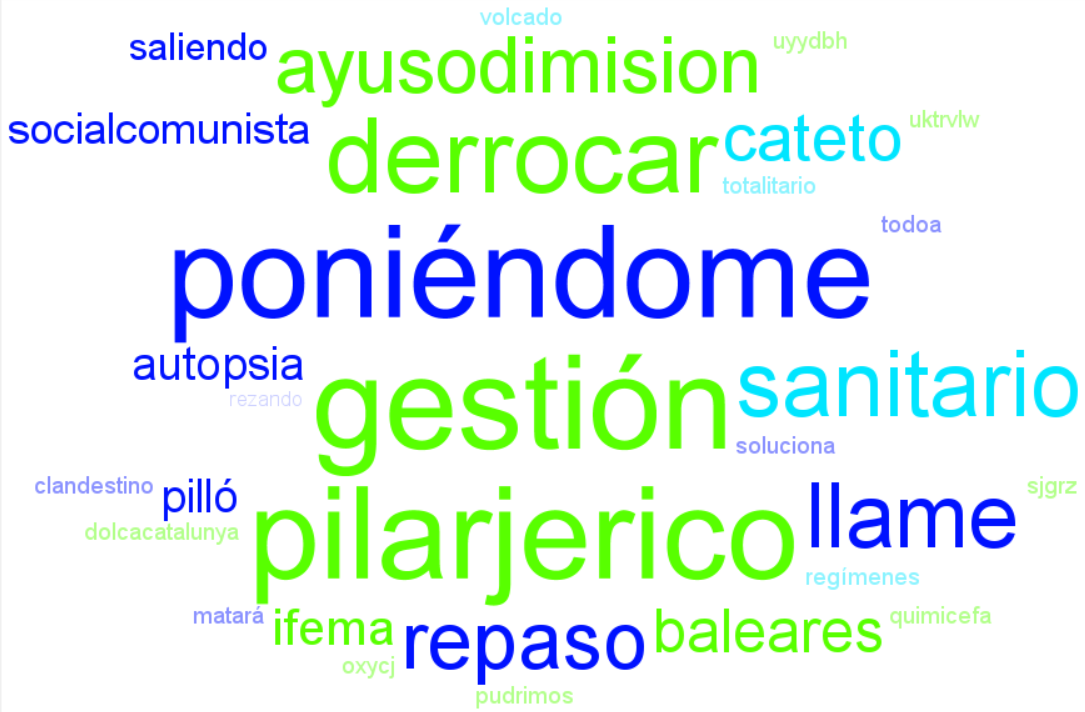 volcado
saliendo ayusodimision uyydbh
socialcomunista derrocar cateto uktrvlw
totalitario
poniéndome todoa
autopsia gestión sanitario
rezando
soluciona
clandestino pilló pilarjerico llame sjgrz
dolcacatalunya
regímenes
matará ifema repaso baleares quimicefa
oxycj
pudrimos